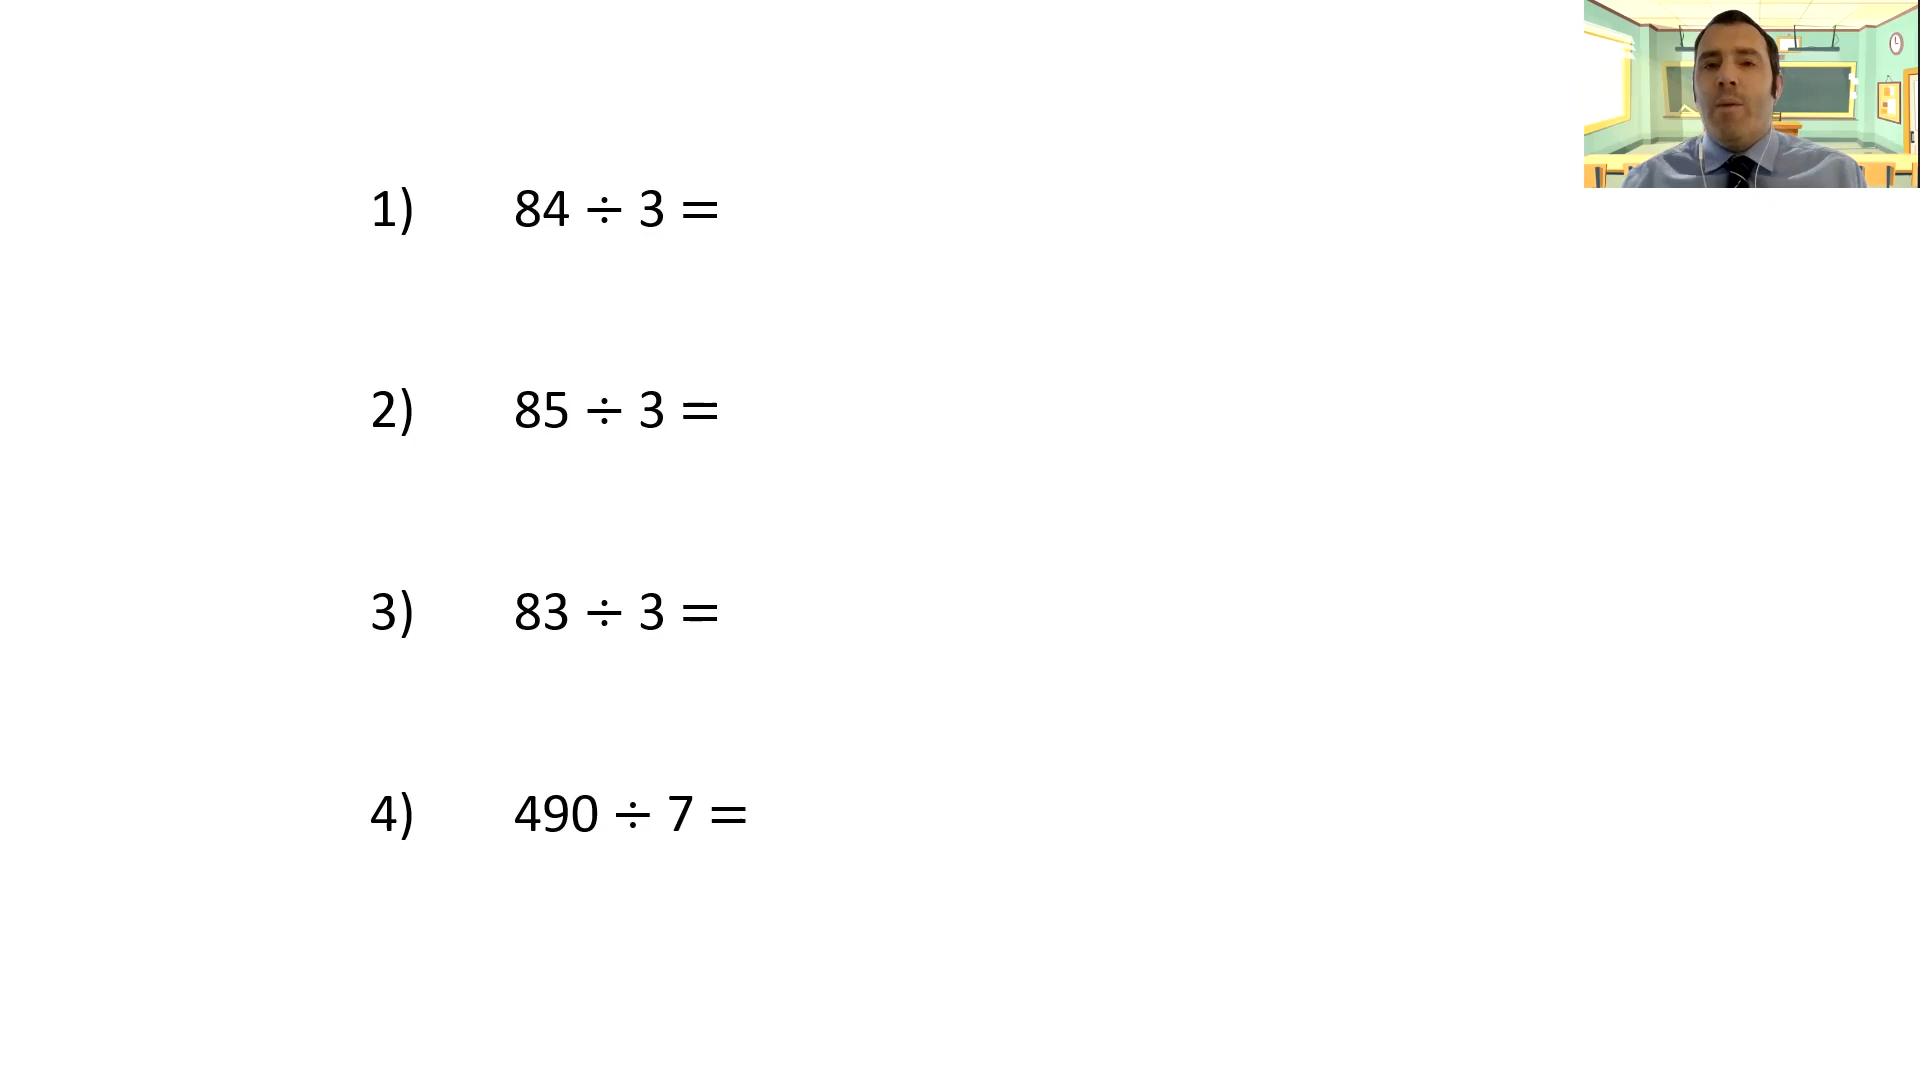 1) 84 ÷ 3 =
2) 85 ÷ 3 =
3) 83 ÷ 3 =
4) 490 ÷ 7 =